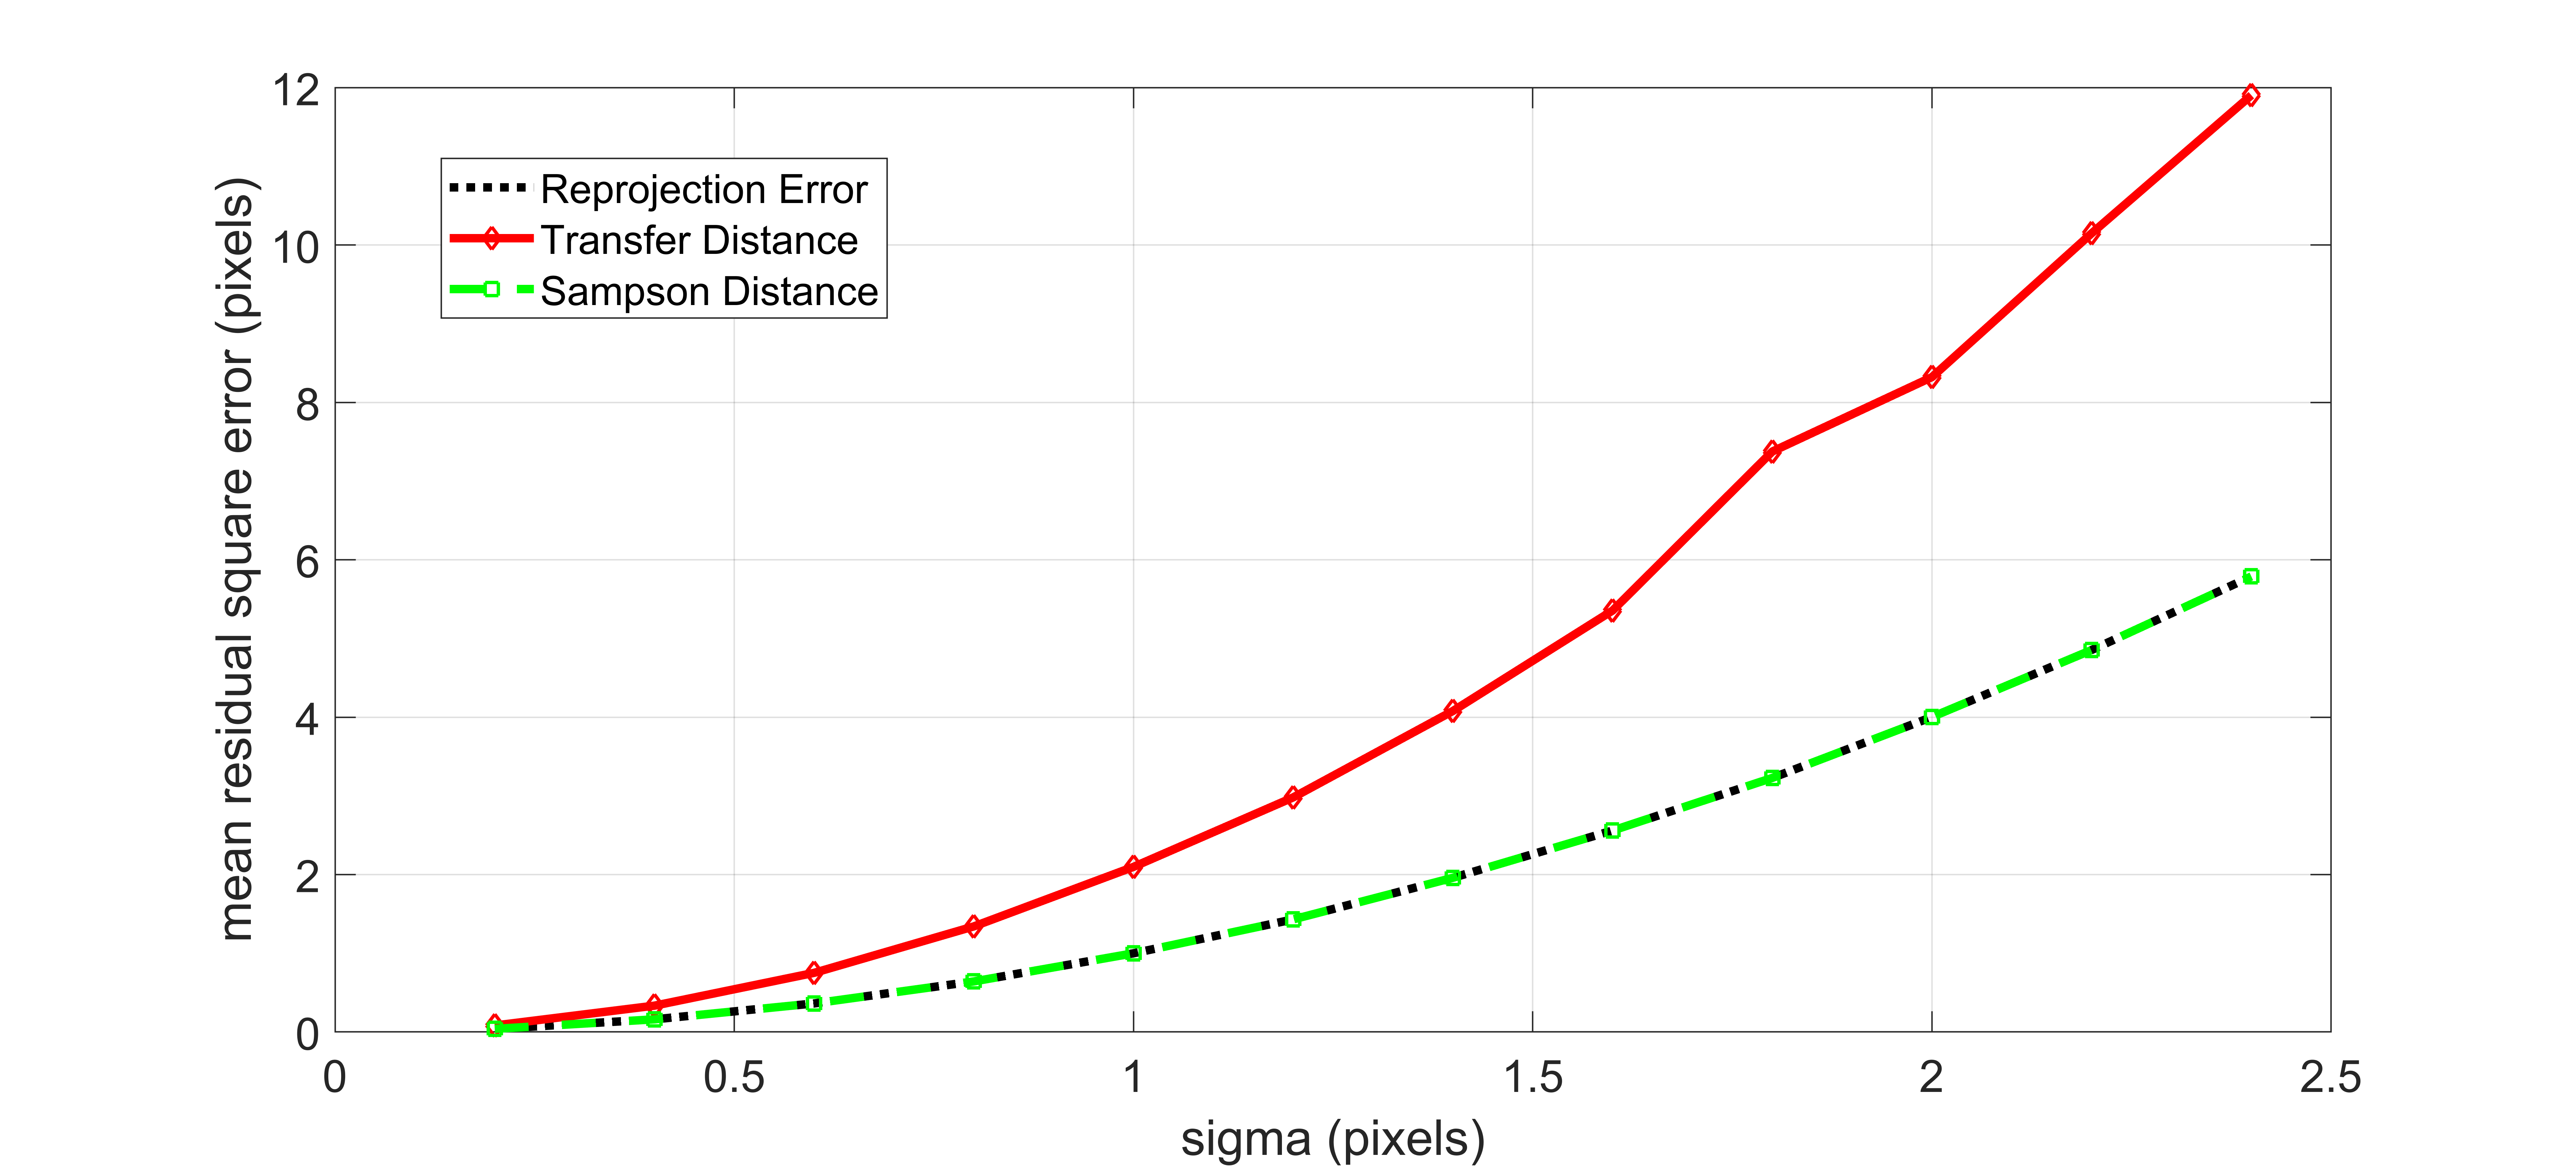 12
10
8
6
4
2
0
mean residual square error (pixels)
Reprojection Error
Transfer Distance
Sampson Distance
0 0.5 1 1.5 2 2.5
sigma (pixels)